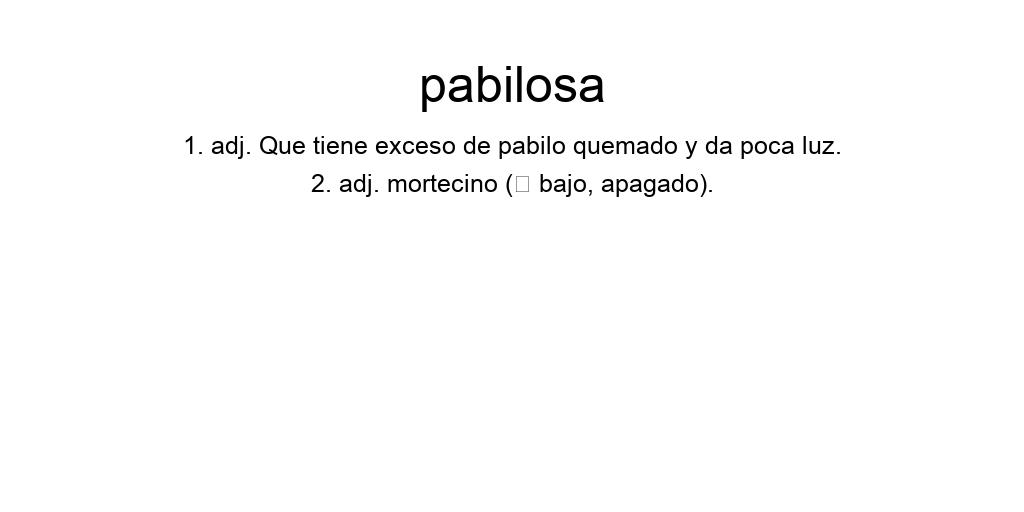 pabilosa
1. adj. Que tiene exceso de pabilo quemado y da poca luz.
2. adj. mortecino (□ bajo, apagado).